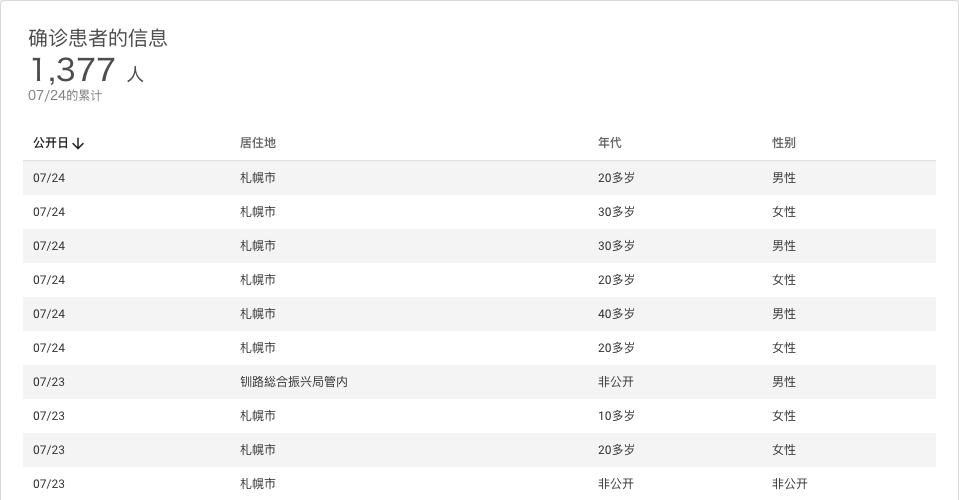 确诊患者的信息
1,377 人
07/24的累计
公开日↓ 居住地 年代 性别
07/24 札幌市 20多岁 男性
07/24 札幌市 30多岁 女性
07/24 札幌市 30多岁 男性
07/24 札幌市 20多岁 女性
07/24 札幌市 40多岁 男性
07/24 札幌市 20多岁 女性
07/23 钏路総合振兴局管内 非公开 男性
07/23 札幌市 10多岁 女性
07/23 札幌市 20多岁 女性
07/23 札幌市 非公开 非公开